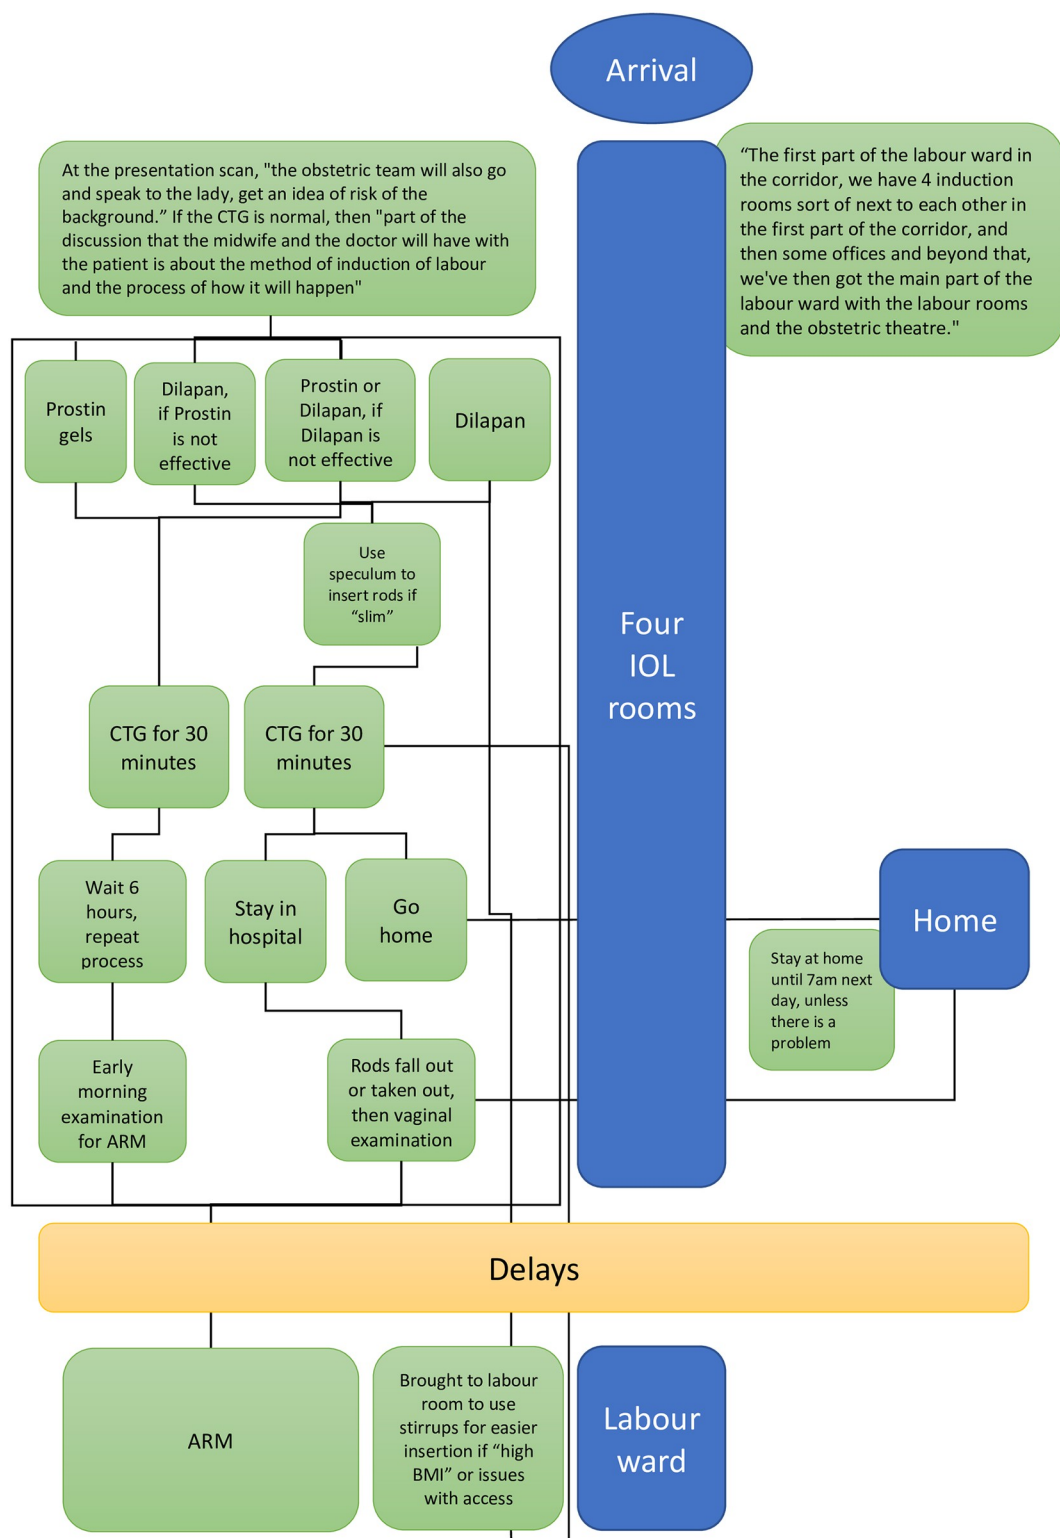 Arrival
At the presentation scan, "the obstetric team will also go
and speak to the lady, get an idea of risk of the
background.” If the CTG is normal, then "part of the
discussion that the midwife and the doctor will have with
the patient is about the method of induction of labour
and the process of how it will happen"
“The first part of the labour ward in
the corridor, we have 4 induction
rooms sort of next to each other in
the first part of the corridor, and
then some offices and beyond that,
we've then got the main part of the
labour ward with the labour rooms
and the obstetric theatre."
Prostin
gels
Dilapan,
if Prostin
is not
effective
Prostin or
Dilapan, if
Dilapan is
not effective
Dilapan
Use
speculum to
insert rods if
“slim”
Four
IOL
rooms
CTG for 30
minutes
CTG for 30
minutes
Wait 6
hours,
repeat
process
Stay in
hospital
Go
home
Home
Stay at home
until 7am next
day, unless
there is a
problem
Early
morning
examination
for ARM
Rods fall out
or taken out,
then vaginal
examination
Delays
ARM
Brought to labour
room to use
stirrups for easier
insertion if “high
BMI” or issues
with access
Labour
ward